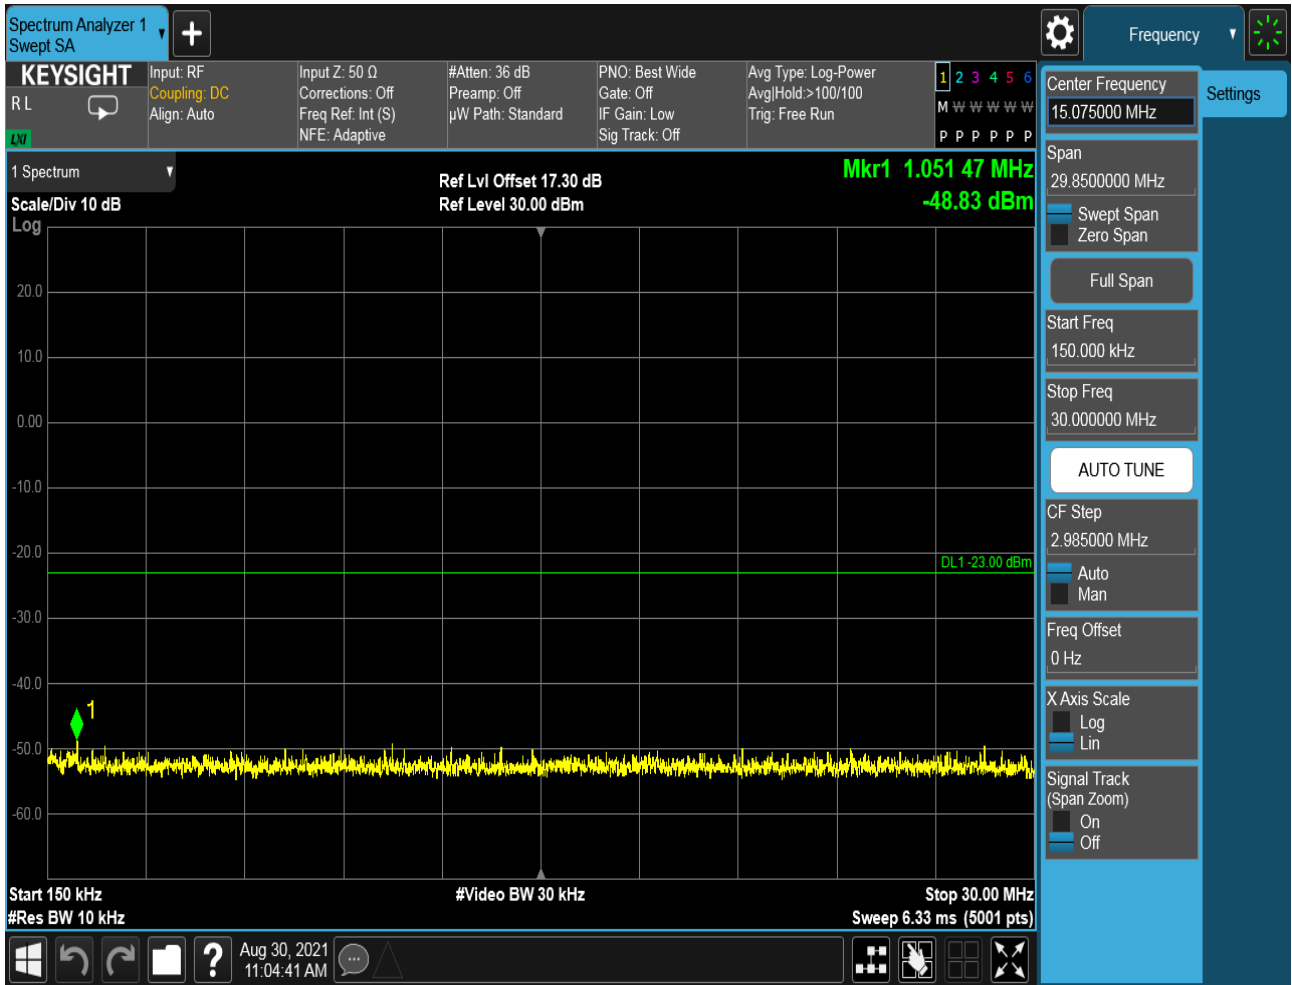 Spectrum Analyzer 1
Swept SA
Frequency
KEYSIGHT
R L
LXI
Input: RF
Coupling: DC
Align: Auto
Input Z: 50 Ω
Corrections: Off
Freq Ref: Int (S)
NFE: Adaptive
#Atten: 36 dB
Preamp: Off
µW Path: Standard
PNO: Best Wide
Gate: Off
IF Gain: Low
Sig Track: Off
Avg Type: Log-Power
Avg|Hold:>100/100
Trig: Free Run
1 2 3 4 5 6
M W W W W W
P P P P P P
Center Frequency
15.075000 MHz
Settings
Span
29.8500000 MHz
Swept Span
Zero Span
Full Span
Start Freq
150.000 kHz
Stop Freq
30.000000 MHz
AUTO TUNE
CF Step
2.985000 MHz
Auto
Man
Freq Offset
0 Hz
X Axis Scale
Log
Lin
Signal Track
(Span Zoom)
On
Off
1 Spectrum
Scale/Div 10 dB
Log
Ref Lvl Offset 17.30 dB
Ref Level 30.00 dBm
Mkr1 1.051 47 MHz
-48.83 dBm
20.0
10.0
0.00
-10.0
-20.0
DL1 -23.00 dBm
-30.0
-40.0
1
-50.0
-60.0
Start 150 kHz
#Video BW 30 kHz
Stop 30.00 MHz
#Res BW 10 kHz
Sweep 6.33 ms (5001 pts)
Aug 30, 2021
11:04:41 AM